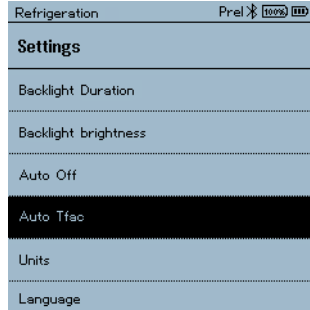 Refrigeration Prel 100%
Settings
Backlight Duration
Backlight brightness
Auto Off
Auto Tfac
Units
Language